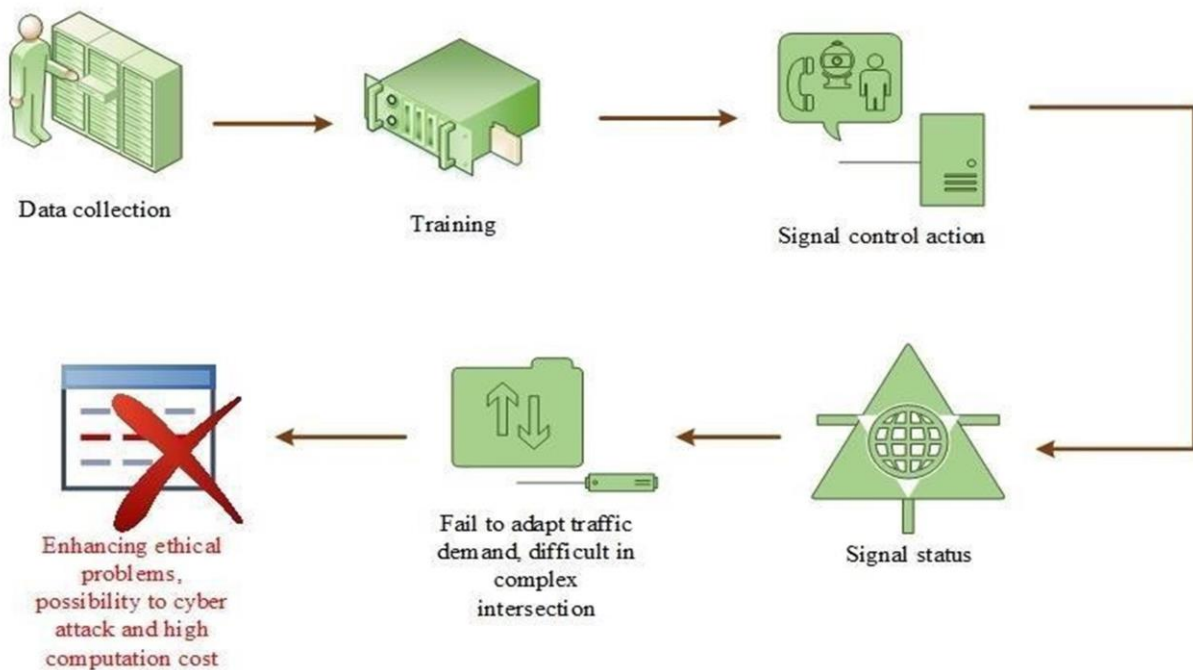 Data collection
Training
Signal control action
Signal status
Fail to adapt traffic
demand, difficult in
complex
intersection
Enhancing ethical
problems,
possibility to cyber
attack and high
computation cost